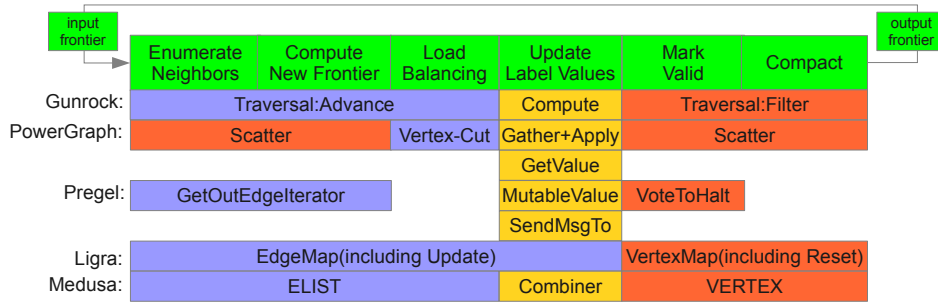 input
frontier
output
frontier
Enumerate
Neighbors
Compute
New Frontier
Load
Balancing
Update
Label Values
Mark
Valid
Compact
Gunrock: Traversal:Advance Compute Traversal:Filter
PowerGraph: Scatter Vertex-Cut Gather+Apply Scatter
GetValue
Pregel: GetOutEdgeIterator MutableValue VoteToHalt
SendMsgTo
Ligra: EdgeMap(including Update) VertexMap(including Reset)
Medusa: ELIST Combiner VERTEX